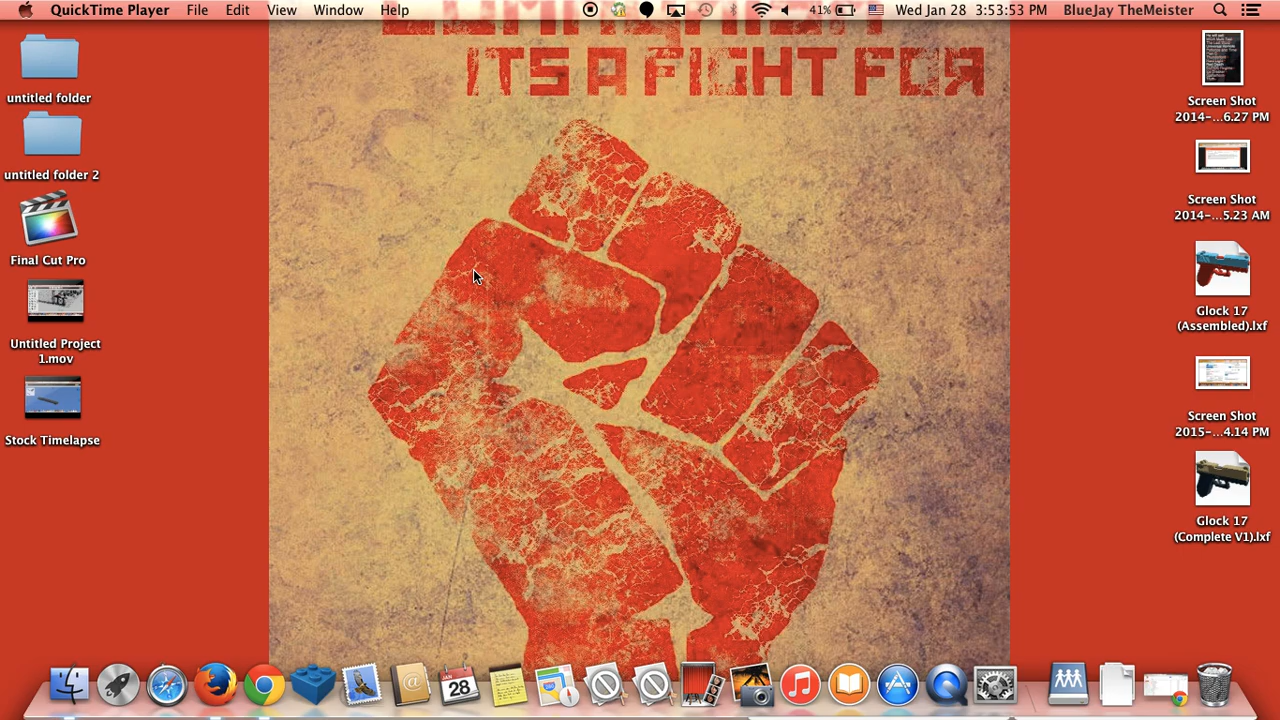 QuickTime Player File Edit View Window Help 41% Wed Jan 28 3:53:53 PM BlueJay TheMeister
ITS A FIGHT FOR
untitled folder
untitled folder 2
Final Cut Pro
Untitled Project
1.mov
Stock Timelapse
Screen Shot
2014-...6.27 PM
Screen Shot
2014-...5.23 AM
Glock 17
(Assembled).lxf
Screen Shot
2015-...4.14 PM
Glock 17
(Complete V1).lxf
28